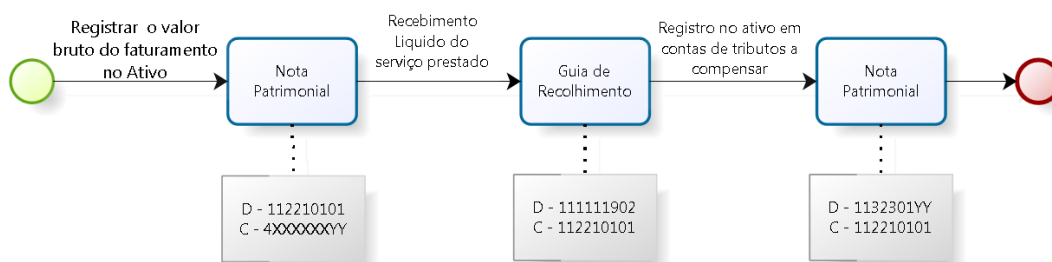 Registrar o valor
bruto do faturamento
no Ativo
Nota
Patrimonial
D - 112210101
C - 4XXXXXXYY
Recebimento
Liquido do
serviço prestado
Guia de
Recolhimento
D - 111111902
C - 112210101
Registro no ativo em
contas de tributos a
compensar
Nota
Patrimonial
D - 1132301YY
C - 112210101